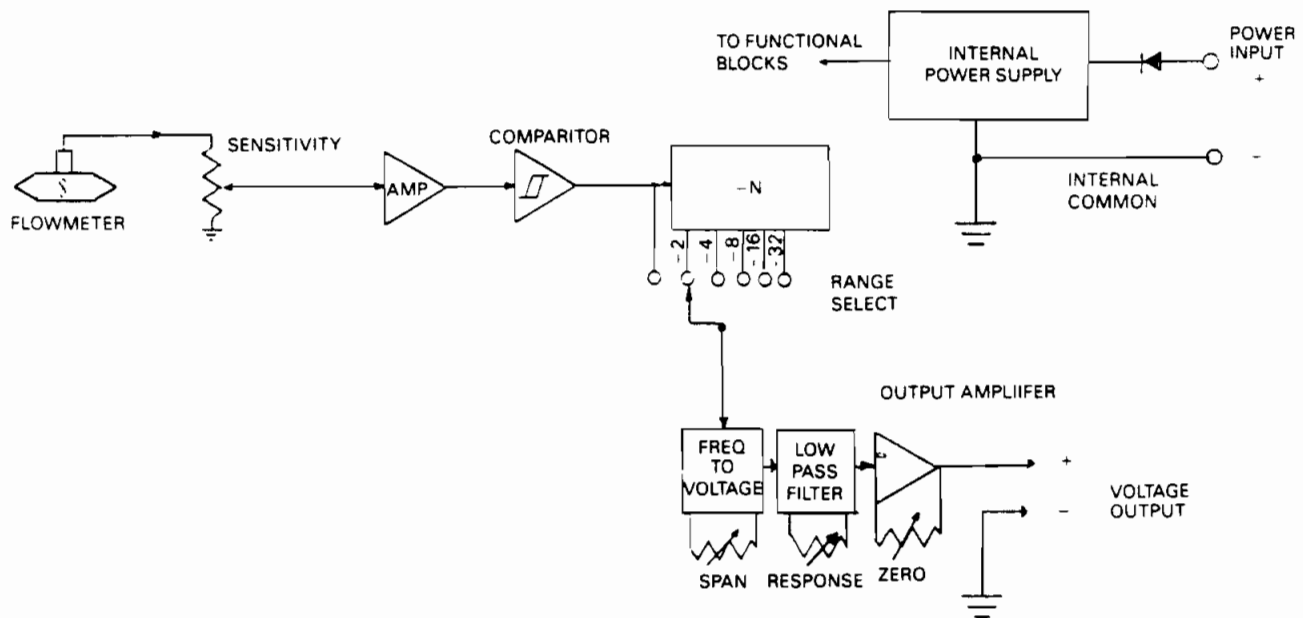 TO FUNCTIONAL
BLOCKS
INTERNAL
POWER SUPPLY
POWER
INPUT
+
-
INTERNAL
COMMON
SENSITIVITY
FLOWMETER
AMP
COMPARITOR
-N
-2
-4
-8
-16
-32
RANGE
SELECT
OUTPUT AMPLIIFER
FREQ
TO
VOLTAGE
LOW
PASS
FILTER
SPAN
RESPONSE
ZERO
+
-
VOLTAGE
OUTPUT